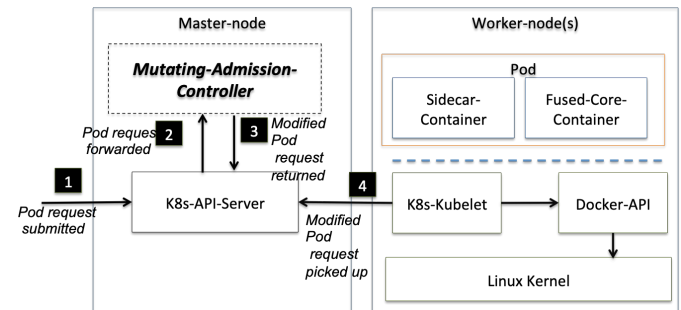 Master-node
Worker-node(s)
Mutating-Admission-
Controller
Pod
Sidecar-
Container
Fused-Core-
Container
Pod reques
forwarded
2
3
Modified
Pod
request
returned
1
Pod request
submitted
K8s-API-Server
4
Modified
Pod
request
picked up
K8s-Kubelet
Docker-API
Linux Kernel